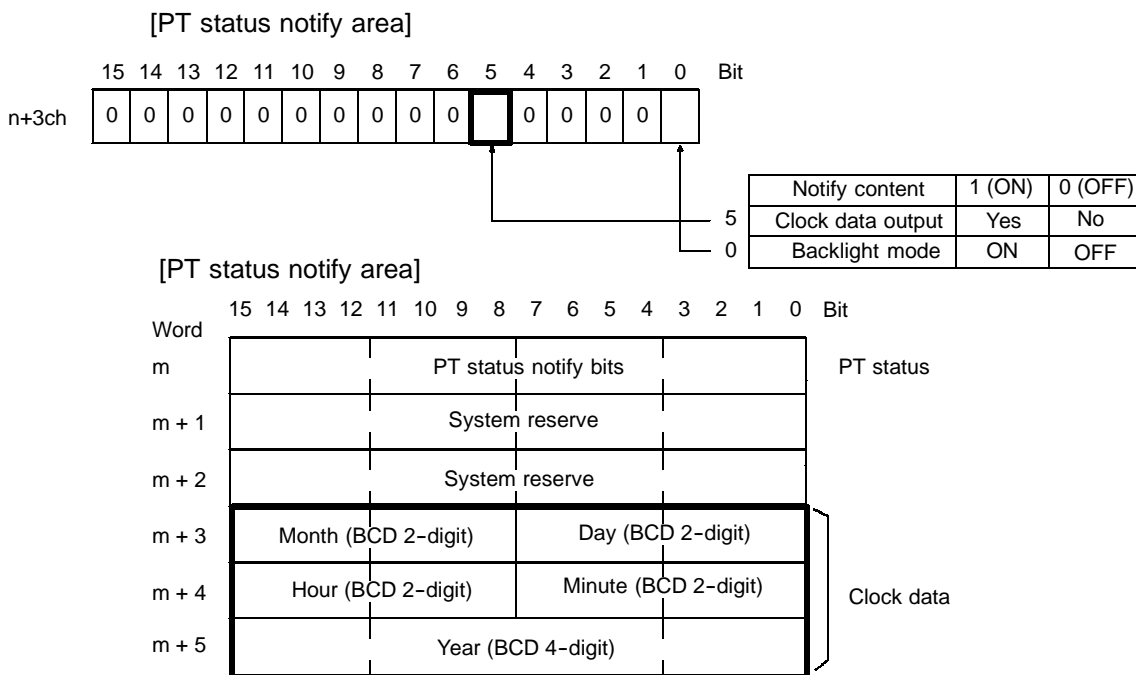 [PT status notify area]
15 14 13 12 11 10 9 8 7 6 5 4 3 2 1 0 Bit
n+3ch 0 0 0 0 0 0 0 0 0 0 0 0 0 0
Notify content 1 (ON) 0 (OFF)
5 Clock data output Yes No
0 Backlight mode ON OFF
[PT status notify area]
15 14 13 12 11 10 9 8 7 6 5 4 3 2 1 0 Bit
Word
m PT status notify bits PT status
m + 1 System reserve
m + 2 System reserve
m + 3 Month (BCD 2-digit) Day (BCD 2-digit)
m + 4 Hour (BCD 2-digit) Minute (BCD 2-digit)
Clock data
m + 5 Year (BCD 4-digit)